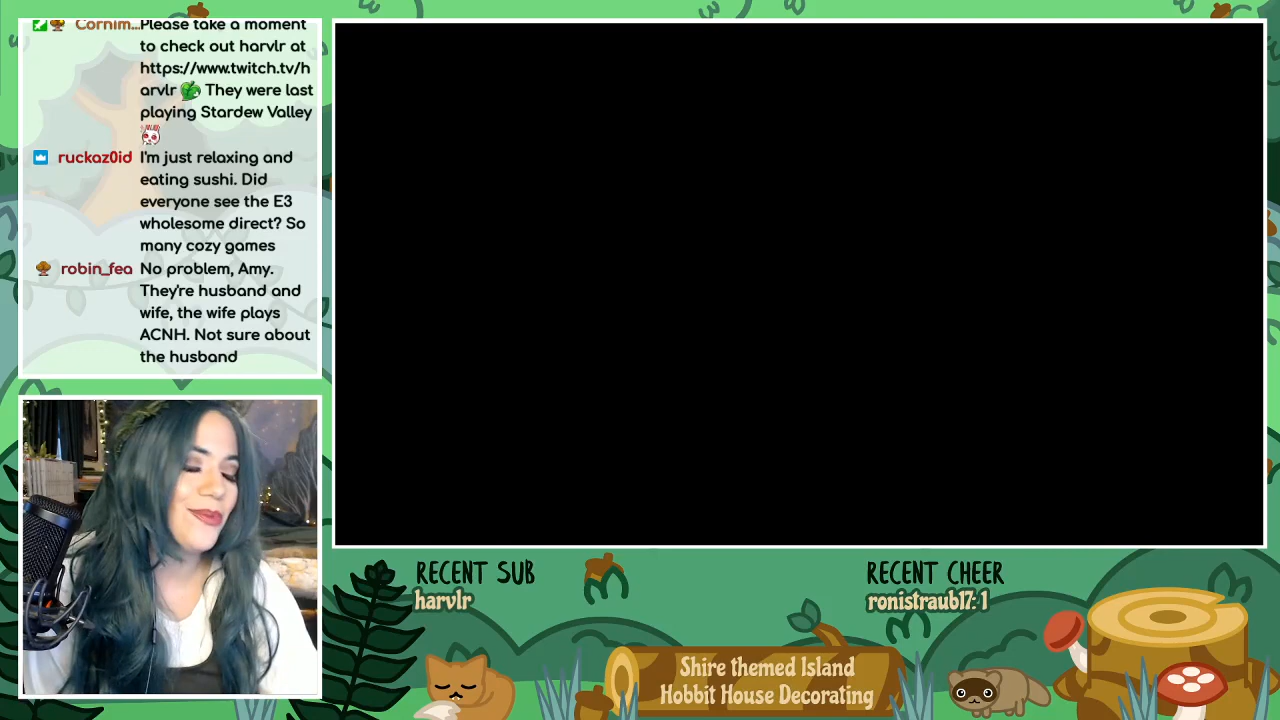 Cornim...Please take a moment
to check out harvlr at
https://www.twitch.tv/h
arvlr They were last
playing Stardew Valley
ruckaz0id I'm just relaxing and
eating sushi. Did
everyone see the E3
wholesome direct? So
many cozy games
robin_fea No problem, Amy.
They're husband and
wife, the wife plays
ACNH. Not sure about
the husband
RECENT SUB
harvlr
RECENT CHEER
ronistraub17: 1
Shire themed Island
Hobbit House Decorating